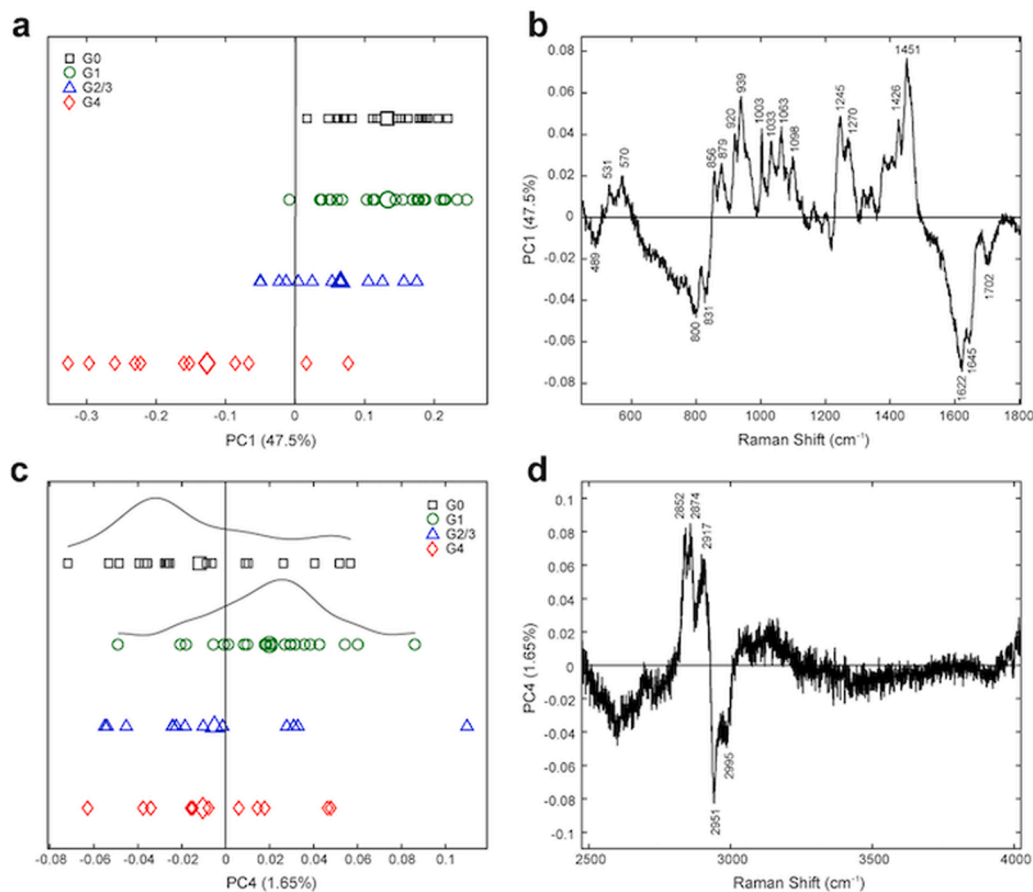 a
G0
G1
G2/3
G4
-0.3 -0.2 -0.1 0 0.1 0.2
PC1 (47.5%)
b
PC1 (47.5%)
0.08
0.06
0.04
0.02
0
-0.02
-0.04
-0.06
-0.08
489
531
570
800
831
856
879
920
939
1003
1033
1063
1098
1245
1270
1426
1451
1622
1645
1702
600 800 1000 1200 1400 1600 1800
Raman Shift (cm⁻¹)
c
G0
G1
G2/3
G4
-0.08 -0.06 -0.04 -0.02 0 0.02 0.04 0.06 0.08 0.1
PC4 (1.65%)
d
PC4 (1.65%)
0.1
0.08
0.06
0.04
0.02
0
-0.02
-0.04
-0.06
-0.08
-0.1
2852
2874
2917
2951
2995
2500 3000 3500 4000
Raman Shift (cm⁻¹)